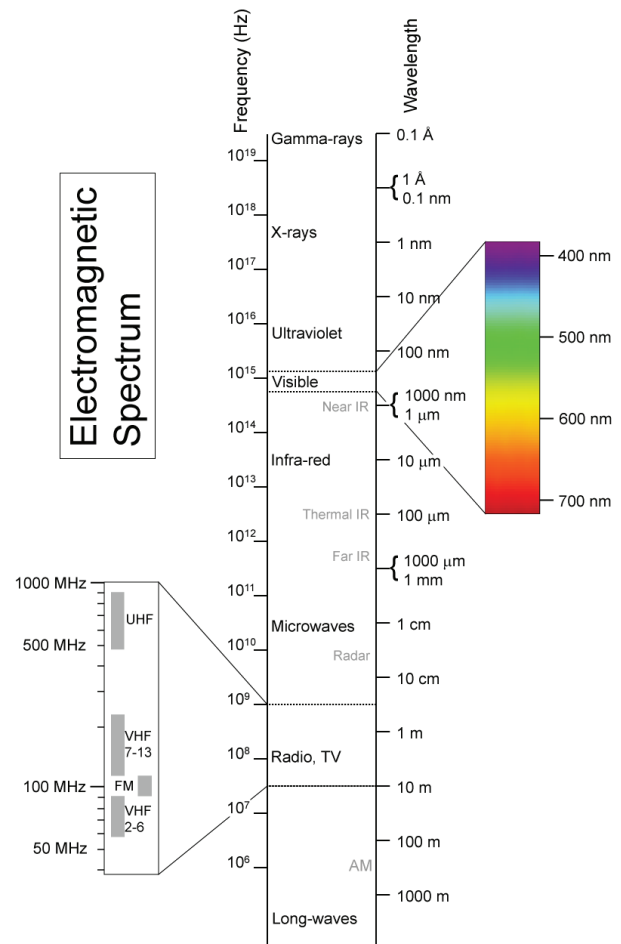 Electromagnetic
Spectrum
Frequency (Hz)
Wavelength
Gamma-rays
X-rays
Ultraviolet
Visible
Near IR
Infra-red
Thermal IR
Far IR
Microwaves
Radar
Radio, TV
AM
Long-waves
10¹⁹
10¹⁸
10¹⁷
10¹⁶
10¹⁵
10¹⁴
10¹³
10¹²
10¹¹
10¹⁰
10⁹
10⁸
10⁷
10⁶
0.1 Å
1 Å
0.1 nm
1 nm
10 nm
100 nm
1000 nm
1 μm
10 μm
100 μm
1000 μm
1 mm
1 cm
10 cm
1 m
10 m
100 m
1000 m
400 nm
500 nm
600 nm
700 nm
1000 MHz
500 MHz
100 MHz
50 MHz
UHF
VHF
7-13
FM
VHF
2-6